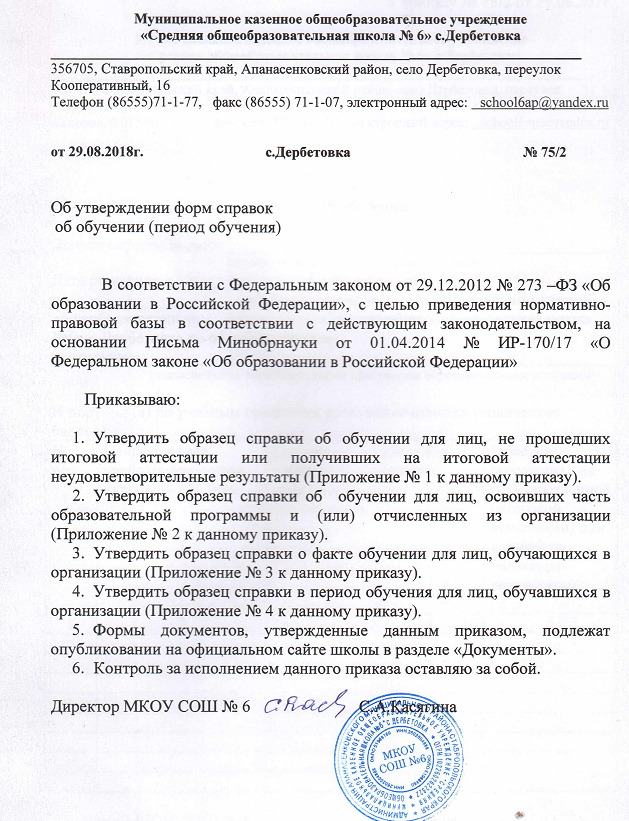 Муниципальное казенное общеобразовательное учреждение
«Средняя общеобразовательная школа № 6» с.Дербетовка
356705, Ставропольский край, Апанасенковский район, село Дербетовка, переулок
Кооперативный, 16
Телефон (86555)71-1-77, факс (86555) 71-1-07, электронный адрес: school6ap@yandex.ru
от 29.08.2018г. с.Дербетовка № 75/2
Об утверждении форм справок
об обучении (период обучения)
В соответствии с Федеральным законом от 29.12.2012 № 273 –ФЗ «Об
образовании в Российской Федерации», с целью приведения нормативно-
правовой базы в соответствии с действующим законодательством, на
основании Письма Минобрнауки от 01.04.2014 № ИР-170/17 «О
Федеральном законе «Об образовании в Российской Федерации»
Приказываю:
1. Утвердить образец справки об обучении для лиц, не прошедших
итоговой аттестации или получивших на итоговой аттестации
неудовлетворительные результаты (Приложение № 1 к данному приказу).
2. Утвердить образец справки об обучении для лиц, освоивших часть
образовательной программы и (или) отчисленных из организации
(Приложение № 2 к данному приказу).
3. Утвердить образец справки о факте обучения для лиц, обучающихся в
организации (Приложение № 3 к данному приказу).
4. Утвердить образец справки в период обучения для лиц, обучавшихся в
организации (Приложение № 4 к данному приказу).
5. Формы документов, утвержденные данным приказом, подлежат
опубликовании на официальном сайте школы в разделе «Документы».
6. Контроль за исполнением данного приказа оставляю за собой.
Директор МКОУ СОШ № 6 С.А.Касягина
МКОУ
СОШ №6